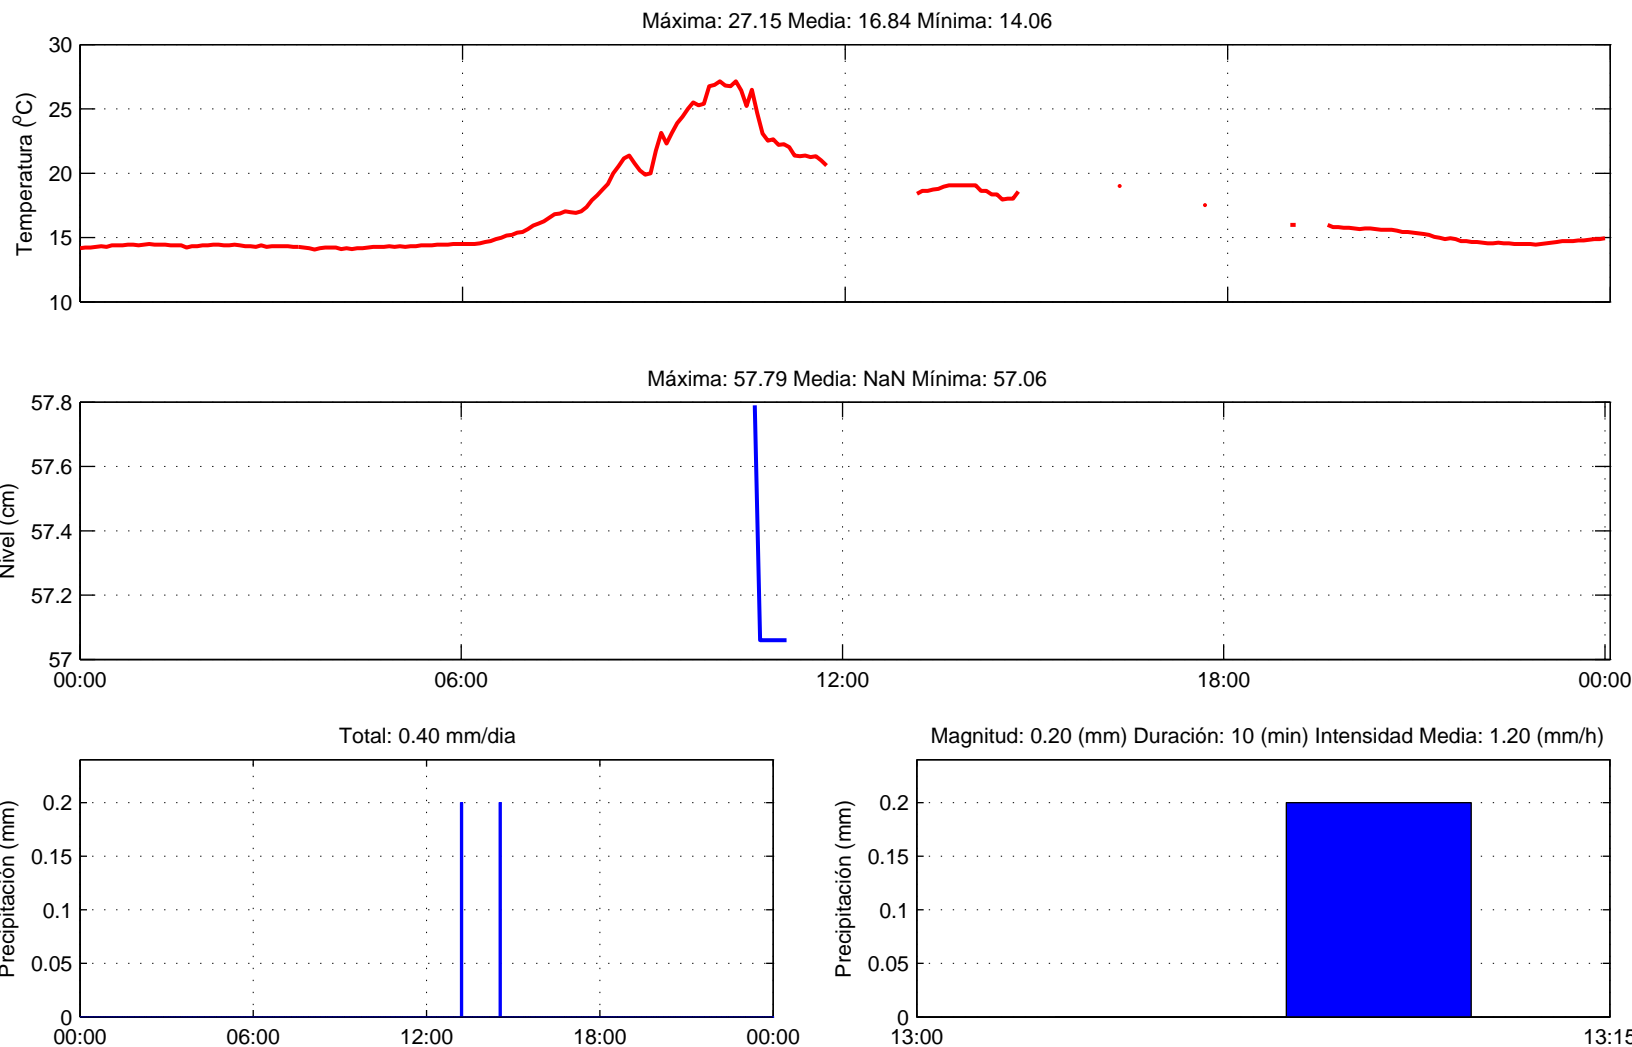 Máxima: 27.15 Media: 16.84 Mínima: 14.06
30
25
20
15
10
Temperatura (ºC)
Máxima: 57.79 Media: NaN Mínima: 57.06
57.8
57.6
57.4
57.2
57
Nivel (cm)
00:00 06:00 12:00 18:00 00:00
Total: 0.40 mm/dia
0.2
0.15
0.1
0.05
0
Precipitación (mm)
00:00 06:00 12:00 18:00 00:00
Magnitud: 0.20 (mm) Duración: 10 (min) Intensidad Media: 1.20 (mm/h)
0.2
0.15
0.1
0.05
0
Precipitación (mm)
13:00 13:15